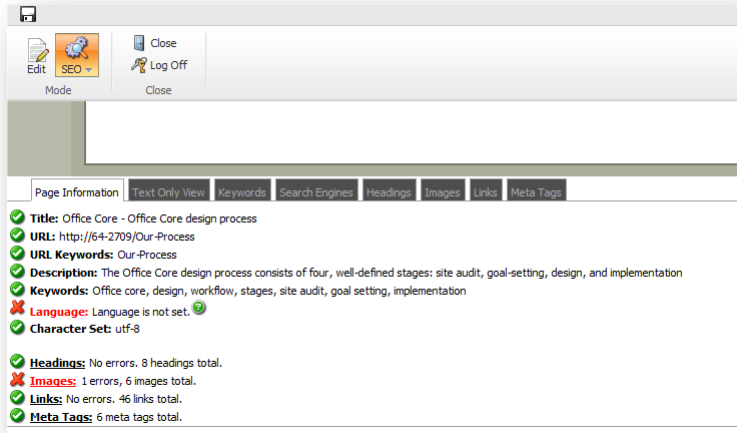 Close
Edit SEO Log Off
Mode Close
Page Information Text Only View Keywords Search Engines Headings Images Links Meta Tags
Title: Office Core - Office Core design process
URL: http://64-2709/Our-Process
URL Keywords: Our-Process
Description: The Office Core design process consists of four, well-defined stages: site audit, goal-setting, design, and implementation
Keywords: Office core, design, workflow, stages, site audit, goal setting, implementation
Language: Language is not set.
Character Set: utf-8
Headings: No errors. 8 headings total.
Images: 1 errors, 6 images total.
Links: No errors. 46 links total.
Meta Tags: 6 meta tags total.